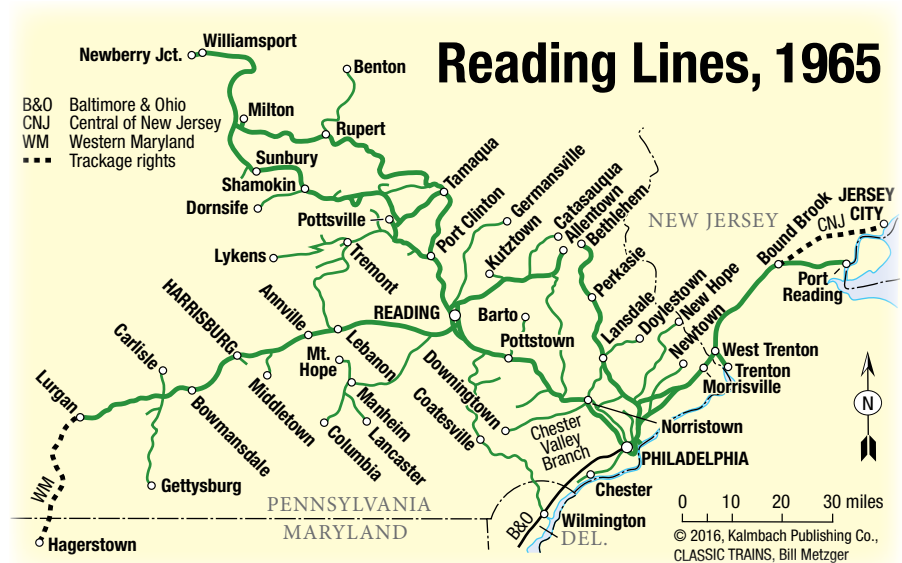 Reading Lines, 1965
Newberry Jct.
Williamsport
Benton
B&O Baltimore & Ohio
CNJ Central of New Jersey
WM Western Maryland
Trackage rights
Milton
Rupert
Sunbury
Shamokin
Dornsife
Tamaqua
Pottsville
Port Clinton
Germansville
Kutztown
Catasauqua
Allentown
Bethlehem
NEW JERSEY
Bound Brook
CNJ
JERSEY
CITY
Port
Reading
Lykens
Tremont
Perkasie
HARRISBURG
Annville
READING
Barto
Lansdale
Doylestown
New Hope
Newtown
Carlisle
Lebanon
Pottstown
West Trenton
Trenton
Morrisville
Mt.
Hope
Lurgan
Bowmansdale
Middletown
Manheim
Columbia
Lancaster
Downingtown
Coatesville
Chester
Valley
Branch
Norristown
PHILADELPHIA
N
WM
Gettysburg
Chester
PENNSYLVANIA
MARYLAND
B&O
Wilmington
DEL.
Hagerstown
0 10 20 30 miles
© 2016, Kalmbach Publishing Co.,
CLASSIC TRAINS, Bill Metzger